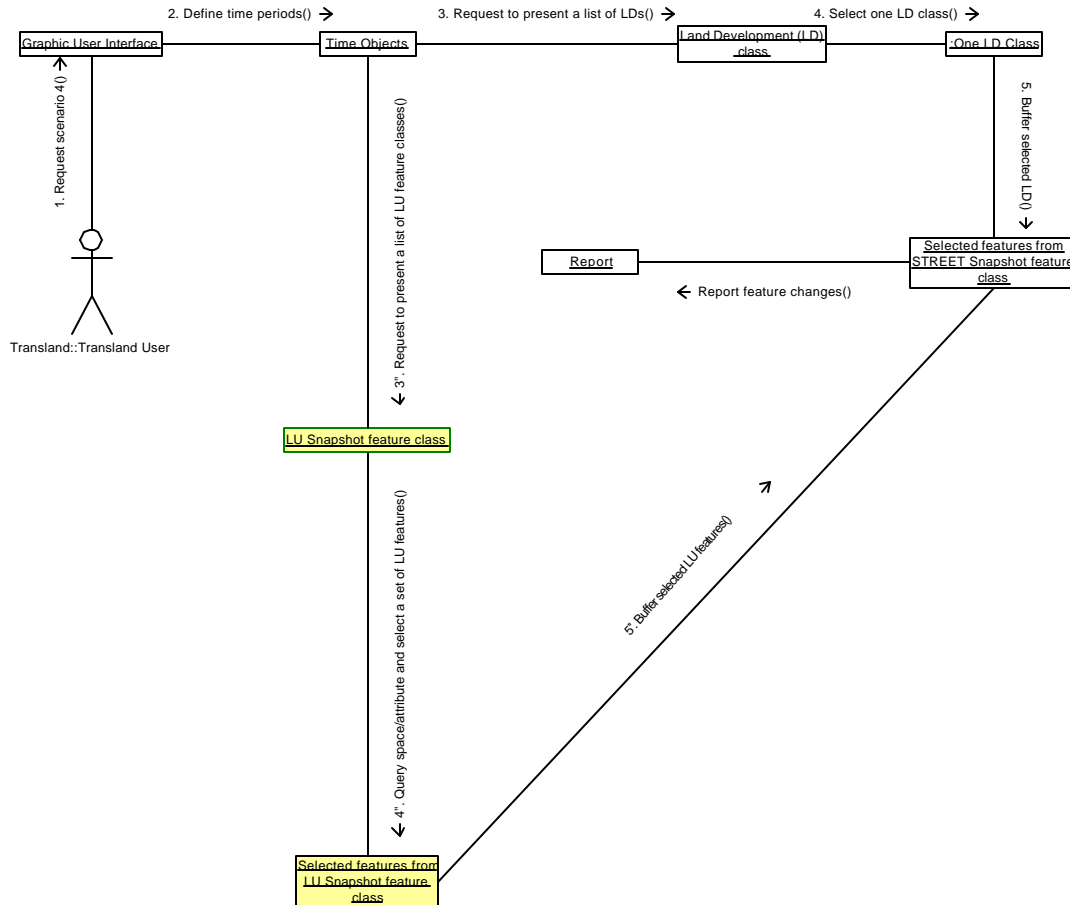 2. Define time periods()
3. Request to present a list of LDs()
4. Select one LD class()
Graphic User Interface
Time Objects
Land Development (LD)
class
:One LD Class
1. Request scenario 4()
3". Request to present a list of LU feature classes()
5. Buffer selected LD()
Selected features from
STREET Snapshot feature
class
Report
Report feature changes()
Transland::Transland User
LU Snapshot feature class
4". Query space/attribute and select a set of LU features()
5". Buffer selected LU features()
Selected features from
LU Snapshot feature
class